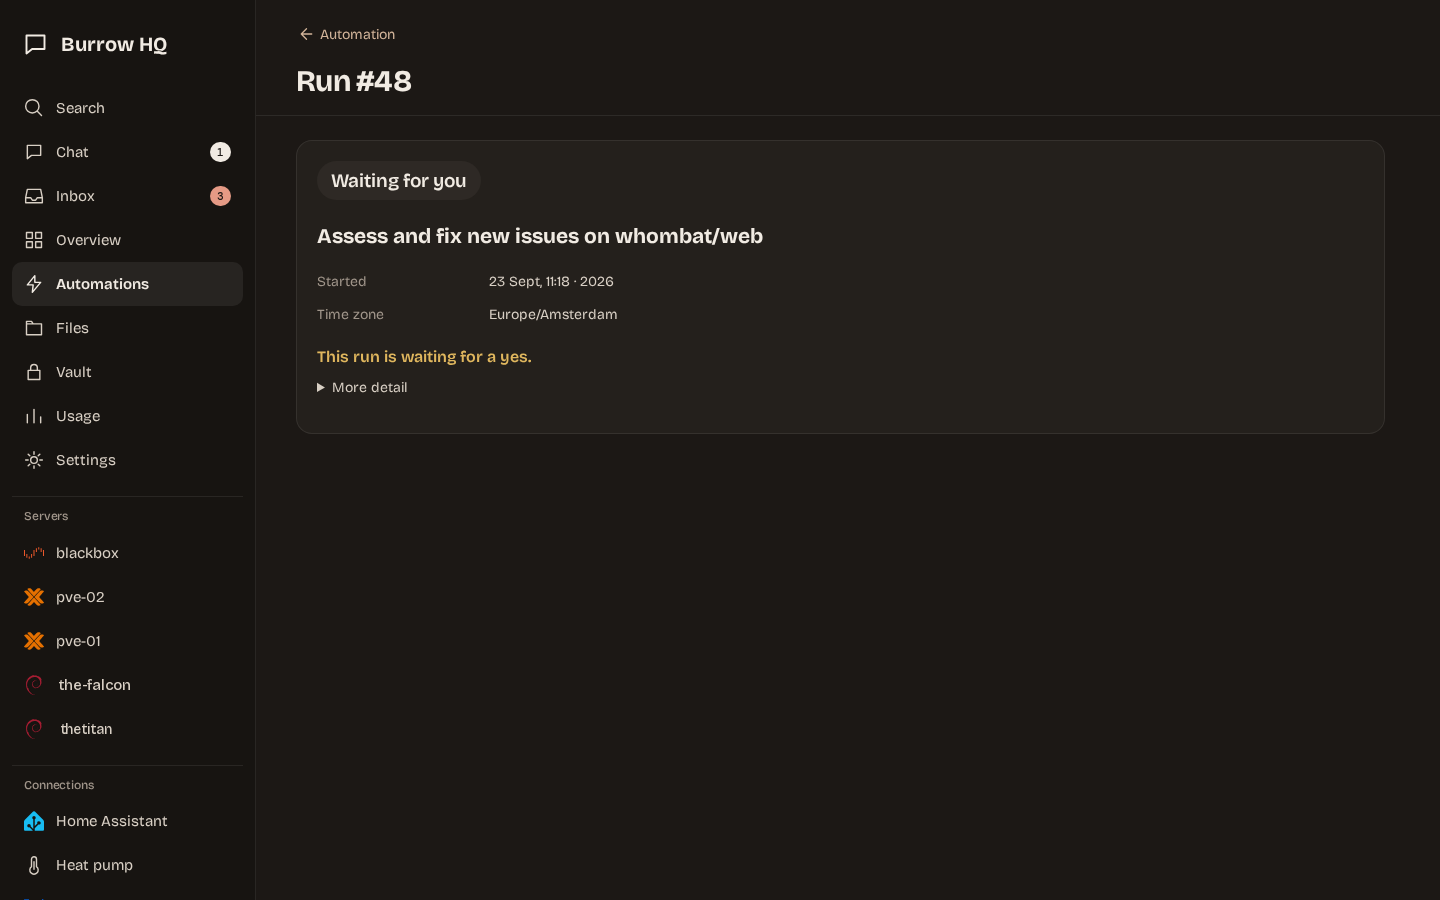 Burrow HQ
Search
Chat 1
Inbox 3
Overview
Automations
Files
Vault
Usage
Settings
Servers
blackbox
pve-02
pve-01
the-falcon
thetitan
Connections
Home Assistant
Heat pump
Automation
Run #48
Waiting for you
Assess and fix new issues on whombat/web
Started 23 Sept, 11:18 · 2026
Time zone Europe/Amsterdam
This run is waiting for a yes.
More detail